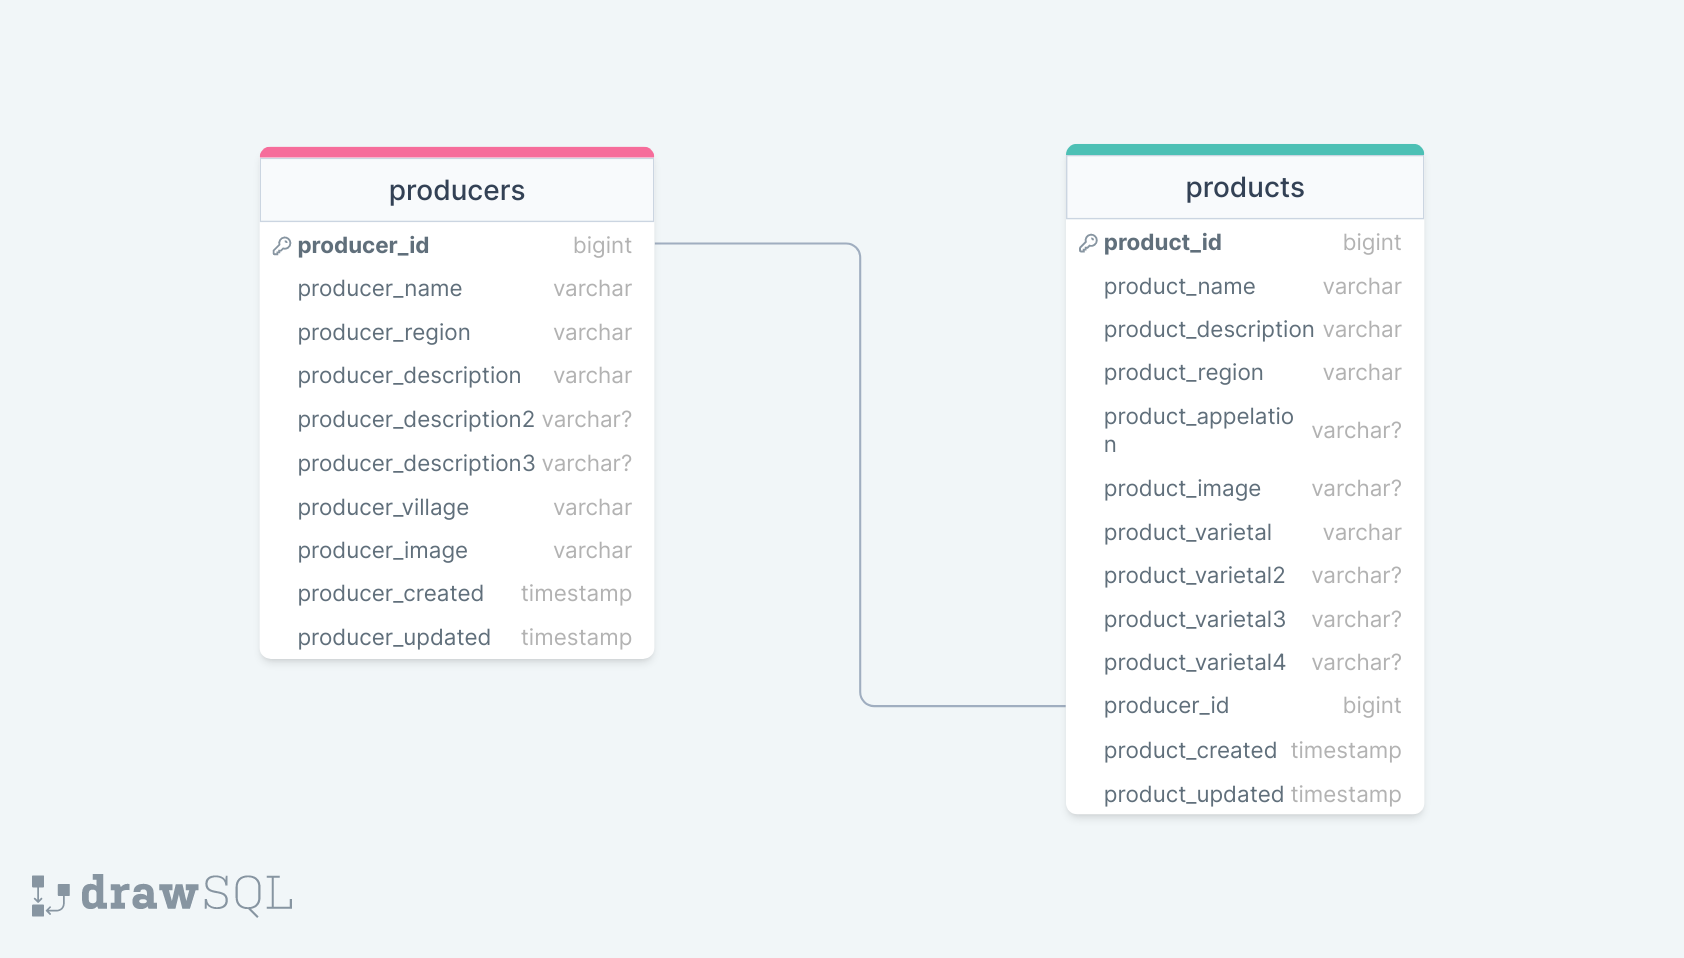 producers
producer_id bigint
producer_name varchar
producer_region varchar
producer_description varchar
producer_description2 varchar?
producer_description3 varchar?
producer_village varchar
producer_image varchar
producer_created timestamp
producer_updated timestamp
products
product_id bigint
product_name varchar
product_description varchar
product_region varchar
product_appelatio
n varchar?
product_image varchar?
product_varietal varchar
product_varietal2 varchar?
product_varietal3 varchar?
product_varietal4 varchar?
producer_id bigint
product_created timestamp
product_updated timestamp
drawSQL